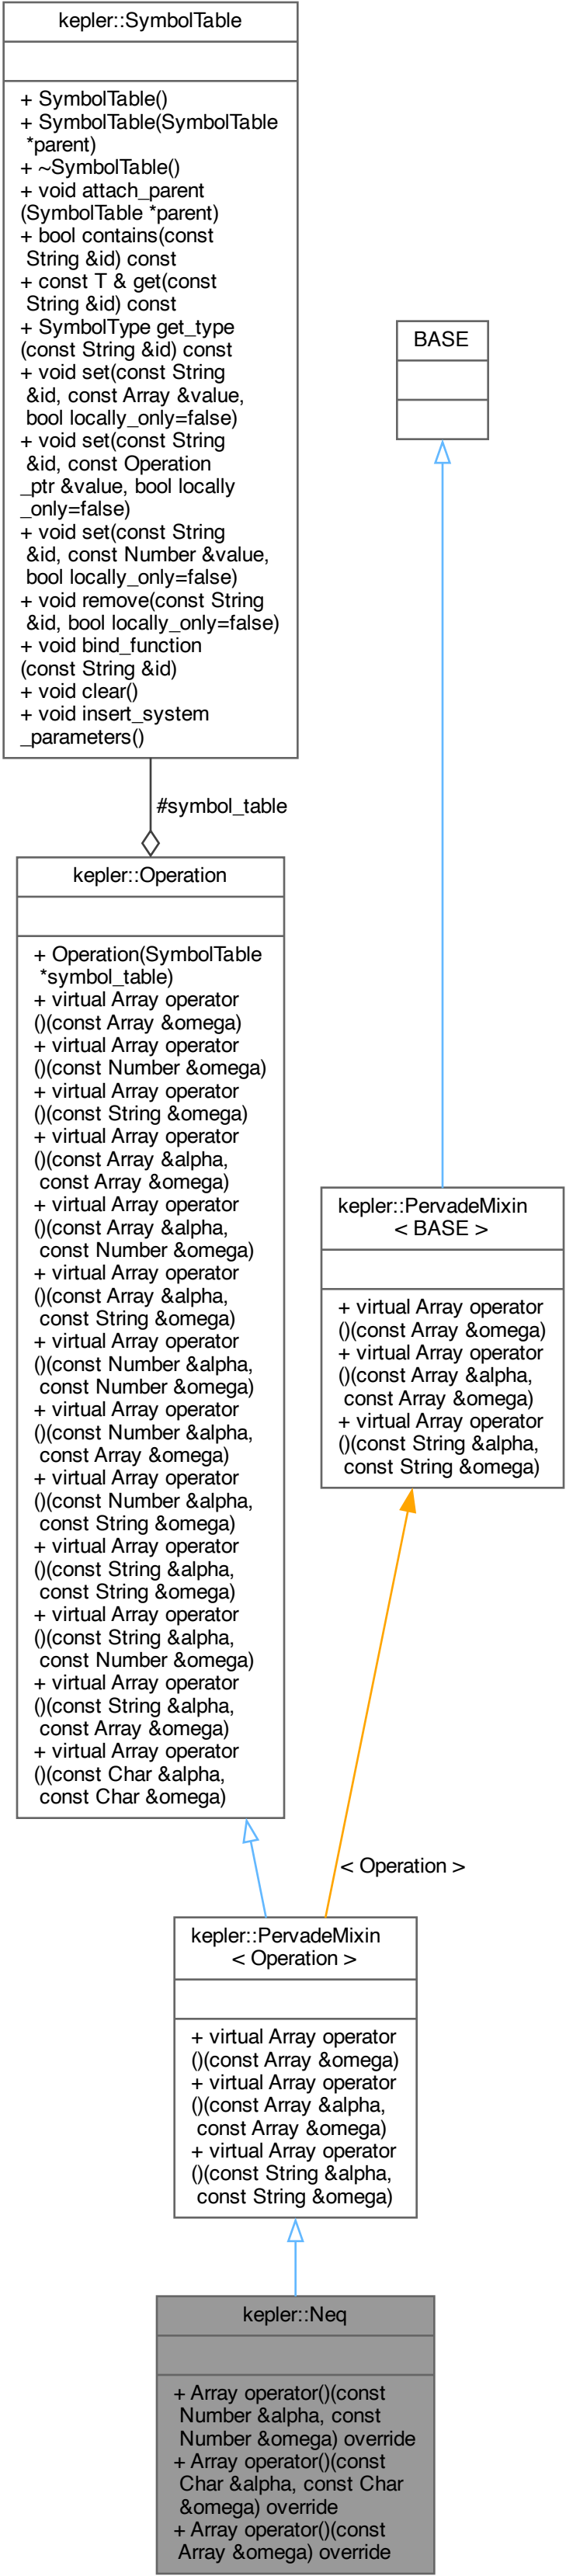 kepler::SymbolTable
+ SymbolTable()
+ SymbolTable(SymbolTable
*parent)
+ ~SymbolTable()
+ void attach_parent
(SymbolTable *parent)
+ bool contains(const
String &id) const
+ const T & get(const
String &id) const
+ SymbolType get_type
(const String &id) const
+ void set(const String
&id, const Array &value,
bool locally_only=false)
+ void set(const String
&id, const Operation
_ptr &value, bool locally
_only=false)
+ void set(const String
&id, const Number &value,
bool locally_only=false)
+ void remove(const String
&id, bool locally_only=false)
+ void bind_function
(const String &id)
+ void clear()
+ void insert_system
_parameters()
BASE
#symbol_table
kepler::Operation
+ Operation(SymbolTable
*symbol_table)
+ virtual Array operator
()(const Array &omega)
+ virtual Array operator
()(const Number &omega)
+ virtual Array operator
()(const String &omega)
+ virtual Array operator
()(const Array &alpha,
const Array &omega)
+ virtual Array operator
()(const Array &alpha,
const Number &omega)
+ virtual Array operator
()(const Array &alpha,
const String &omega)
+ virtual Array operator
()(const Number &alpha,
const Number &omega)
+ virtual Array operator
()(const Number &alpha,
const Array &omega)
+ virtual Array operator
()(const Number &alpha,
const String &omega)
+ virtual Array operator
()(const String &alpha,
const String &omega)
+ virtual Array operator
()(const String &alpha,
const Number &omega)
+ virtual Array operator
()(const String &alpha,
const Array &omega)
+ virtual Array operator
()(const Char &alpha,
const Char &omega)
kepler::PervadeMixin
< BASE >
+ virtual Array operator
()(const Array &omega)
+ virtual Array operator
()(const Array &alpha,
const Array &omega)
+ virtual Array operator
()(const String &alpha,
const String &omega)
< Operation >
kepler::PervadeMixin
< Operation >
+ virtual Array operator
()(const Array &omega)
+ virtual Array operator
()(const Array &alpha,
const Array &omega)
+ virtual Array operator
()(const String &alpha,
const String &omega)
kepler::Neq
+ Array operator()(const
Number &alpha, const
Number &omega) override
+ Array operator()(const
Char &alpha, const Char
&omega) override
+ Array operator()(const
Array &omega) override